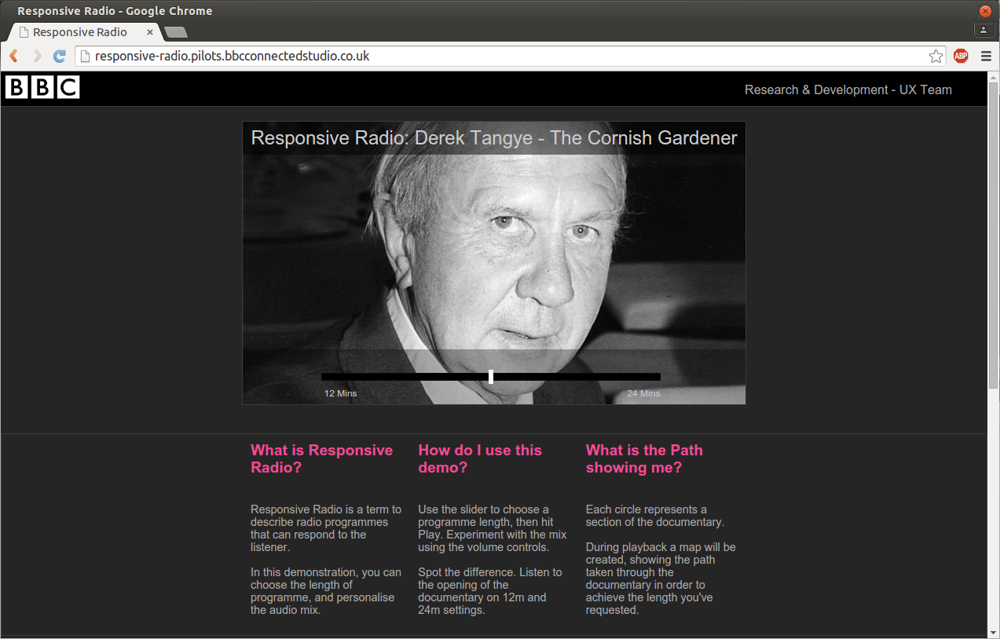 Responsive Radio - Google Chrome
Responsive Radio
responsive-radio.pilots.bbcconnectedstudio.co.uk
ABP
BBC
Research & Development - UX Team
Responsive Radio: Derek Tangye - The Cornish Gardener
12 Mins
24 Mins
What is Responsive
Radio?
Responsive Radio is a term to
describe radio programmes
that can respond to the
listener.
In this demonstration, you can
choose the length of
programme, and personalise
the audio mix.
How do I use this
demo?
Use the slider to choose a
programme length, then hit
Play. Experiment with the mix
using the volume controls.
Spot the difference. Listen to
the opening of the
documentary on 12m and
24m settings.
What is the Path
showing me?
Each circle represents a
section of the documentary.
During playback a map will be
created, showing the path
taken through the
documentary in order to
achieve the length you've
requested.